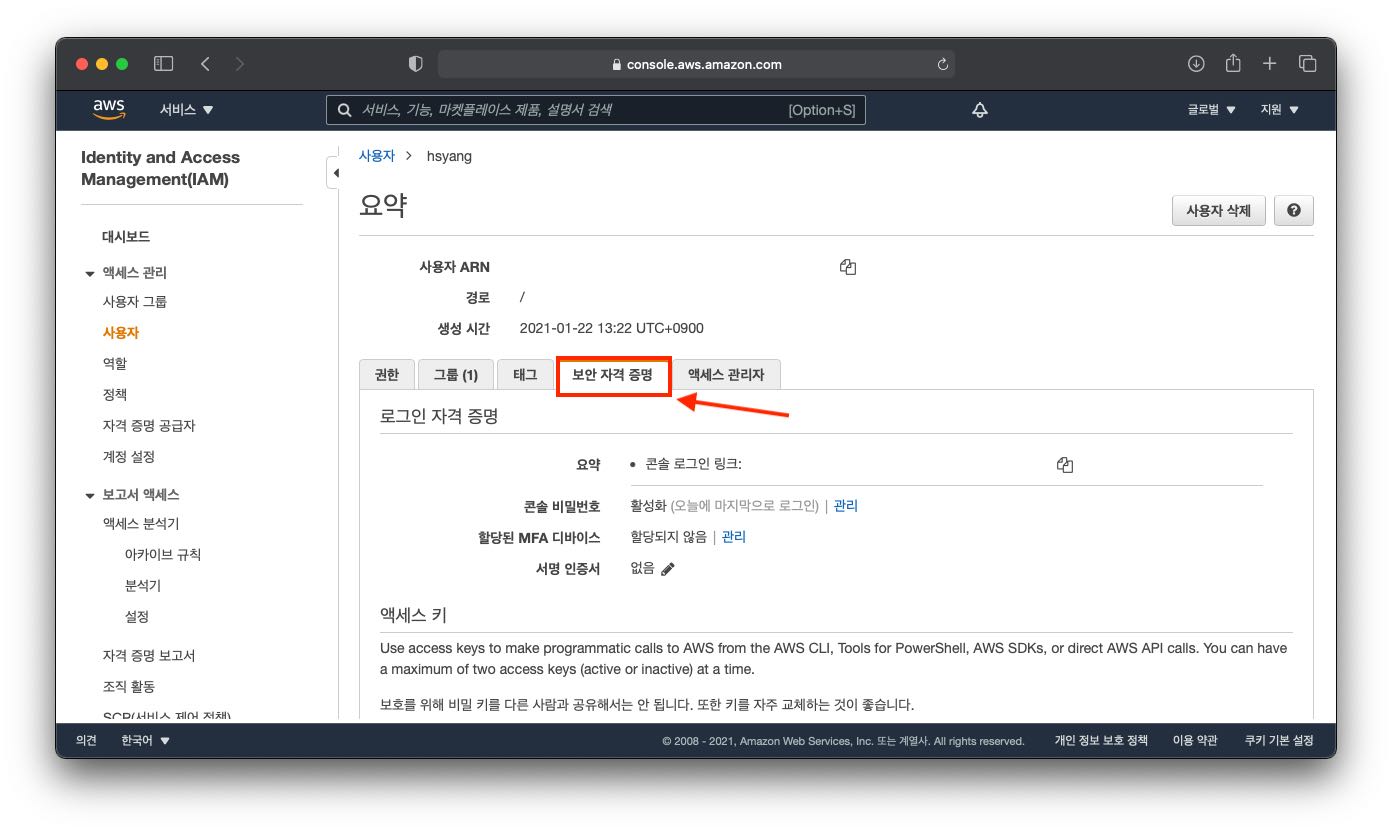 console.aws.amazon.com
aws
서비스
서비스, 기능, 마켓플레이스 제품, 설명서 검색
[Option+S]
글로벌
지원
Identity and Access
Management(IAM)
대시보드
액세스 관리
사용자 그룹
사용자
역할
정책
자격 증명 공급자
계정 설정
보고서 액세스
액세스 분석기
아카이브 규칙
분석기
설정
자격 증명 보고서
조직 활동
SCP(서비스 제어 정책)
사용자 > hsyang
요약
사용자 삭제
?
사용자 ARN
경로 /
생성 시간 2021-01-22 13:22 UTC+0900
권한
그룹 (1)
태그
보안 자격 증명
액세스 관리자
로그인 자격 증명
요약 • 콘솔 로그인 링크:
콘솔 비밀번호 활성화 (오늘에 마지막으로 로그인) | 관리
할당된 MFA 디바이스 할당되지 않음 | 관리
서명 인증서 없음
액세스 키
Use access keys to make programmatic calls to AWS from the AWS CLI, Tools for PowerShell, AWS SDKs, or direct AWS API calls. You can have
a maximum of two access keys (active or inactive) at a time.
보호를 위해 비밀 키를 다른 사람과 공유해서는 안 됩니다. 또한 키를 자주 교체하는 것이 좋습니다.
의견
한국어
© 2008 - 2021, Amazon Web Services, Inc. 또는 계열사. All rights reserved.
개인 정보 보호 정책
이용 약관
쿠키 기본 설정